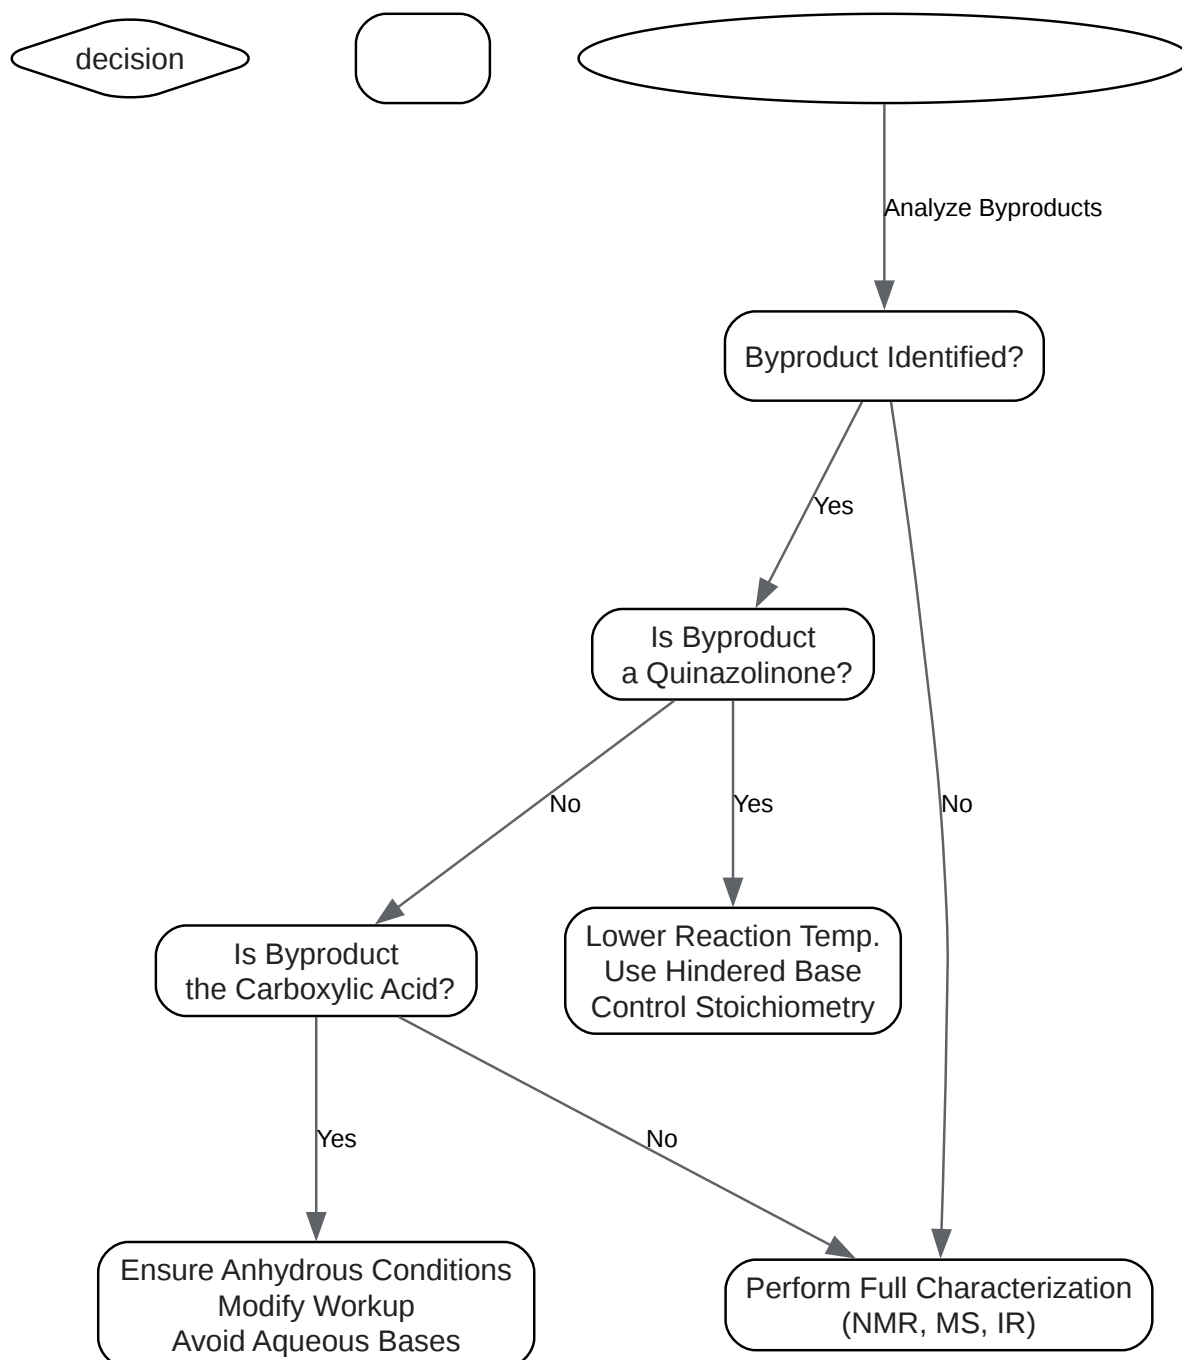 decision
Analyze Byproducts
Byproduct Identified?
Yes
Is Byproduct
a Quinazolinone?
No
Yes
No
Lower Reaction Temp.
Use Hindered Base
Control Stoichiometry
Is Byproduct
the Carboxylic Acid?
Yes
No
Ensure Anhydrous Conditions
Modify Workup
Avoid Aqueous Bases
Perform Full Characterization
(NMR, MS, IR)